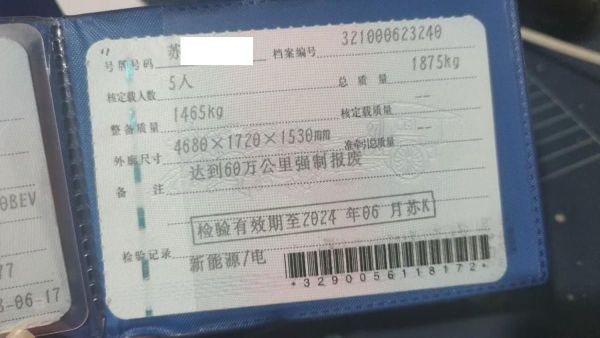 号牌号码 苏 档案编号 321000623240
核定载人数 5人 总质量 1875kg
整备质量 1465kg 核定载质量
外廓尺寸 4680×1720×1530mm 准牵引总质量
备注 达到60万公里强制报废
检验有效期至2024年06月苏K
检验记录 新能源/电
*3290056118172*
0BEV
77
-06-17